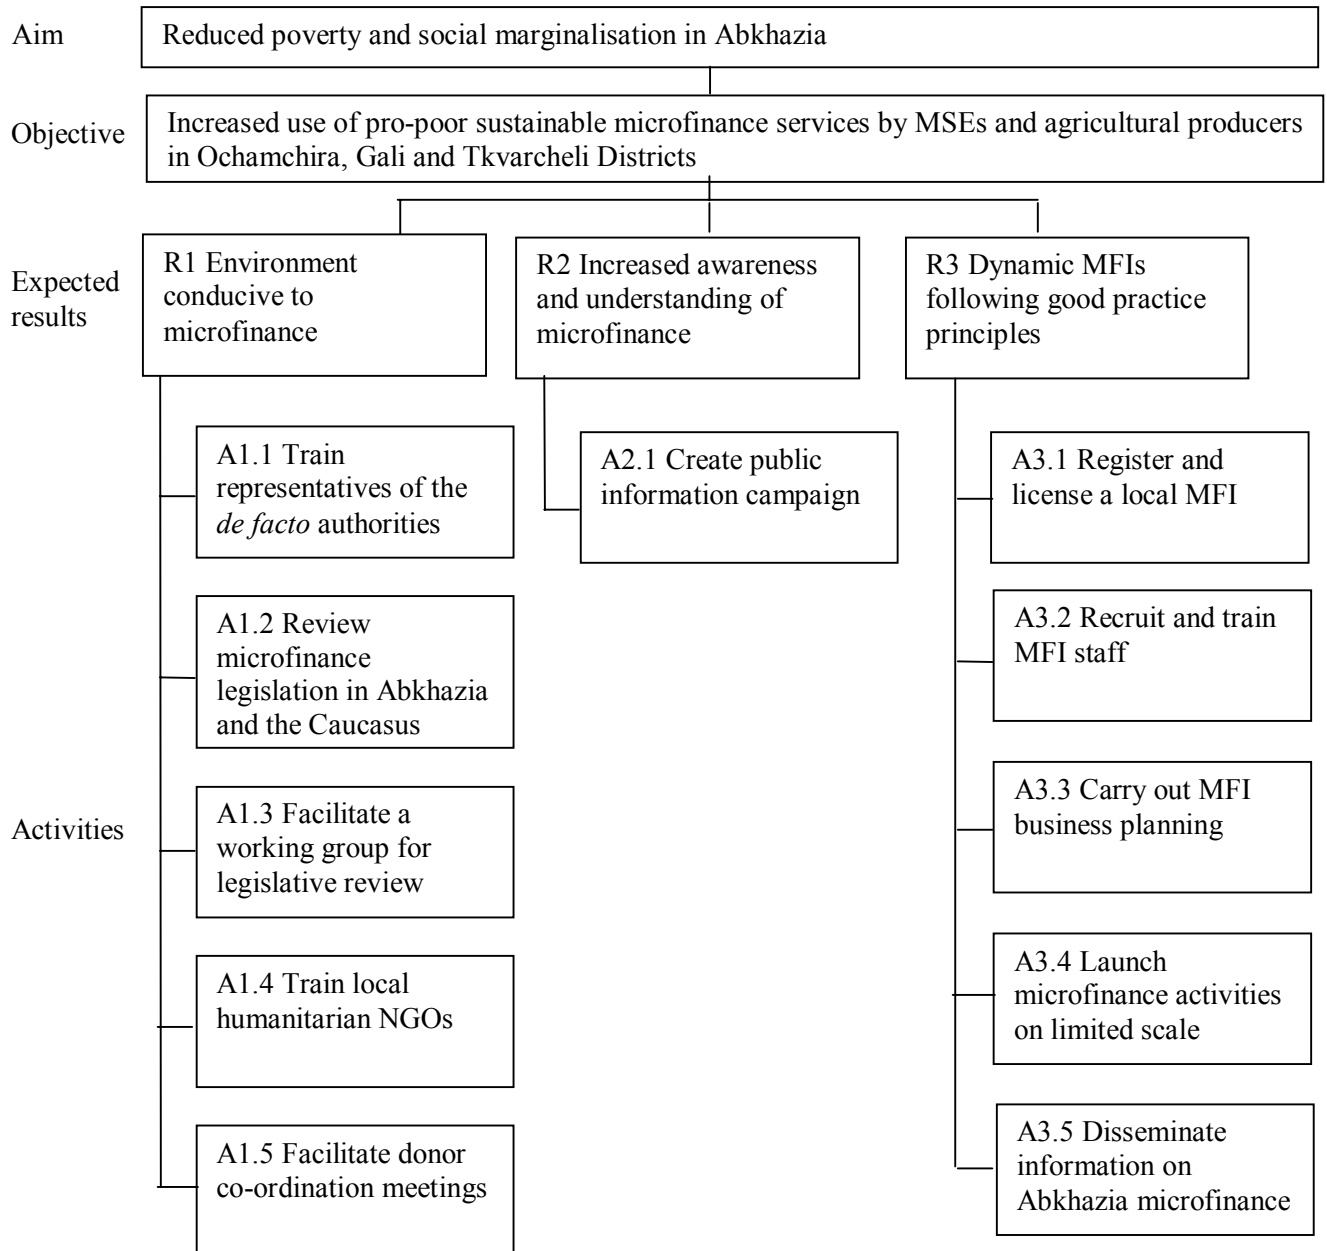 Aim
Reduced poverty and social marginalisation in Abkhazia
Objective
Increased use of pro-poor sustainable microfinance services by MSEs and agricultural producers
in Ochamchira, Gali and Tkvarcheli Districts
Expected
results
R1 Environment
conducive to
microfinance
R2 Increased awareness
and understanding of
microfinance
R3 Dynamic MFIs
following good practice
principles
Activities
A1.1 Train
representatives of the
de facto authorities
A1.2 Review
microfinance
legislation in Abkhazia
and the Caucasus
A1.3 Facilitate a
working group for
legislative review
A1.4 Train local
humanitarian NGOs
A1.5 Facilitate donor
co-ordination meetings
A2.1 Create public
information campaign
A3.1 Register and
license a local MFI
A3.2 Recruit and train
MFI staff
A3.3 Carry out MFI
business planning
A3.4 Launch
microfinance activities
on limited scale
A3.5 Disseminate
information on
Abkhazia microfinance